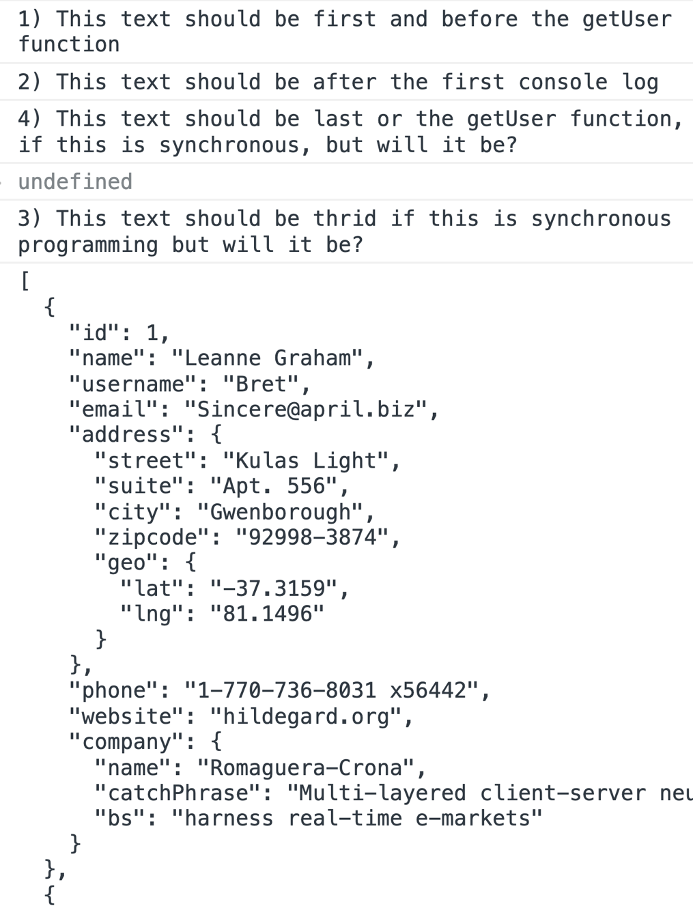 1) This text should be first and before the getUser
function
2) This text should be after the first console log
4) This text should be last or the getUser function,
if this is synchronous, but will it be?
undefined
3) This text should be thrid if this is synchronous
programming but will it be?
[
  {
    "id": 1,
    "name": "Leanne Graham",
    "username": "Bret",
    "email": "Sincere@april.biz",
    "address": {
      "street": "Kulas Light",
      "suite": "Apt. 556",
      "city": "Gwenborough",
      "zipcode": "92998-3874",
      "geo": {
        "lat": "-37.3159",
        "lng": "81.1496"
      }
    },
    "phone": "1-770-736-8031 x56442",
    "website": "hildegard.org",
    "company": {
      "name": "Romaguera-Crona",
      "catchPhrase": "Multi-layered client-server neu
      "bs": "harness real-time e-markets"
    }
  },
  {